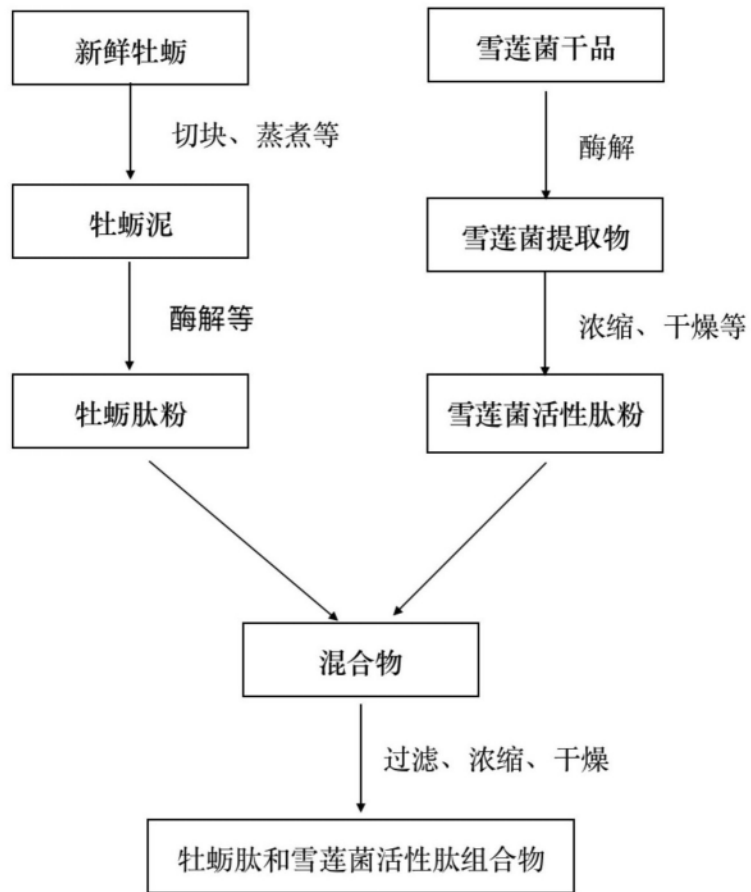 新鲜牡蛎
雪莲菌干品
切块、蒸煮等
酶解
牡蛎泥
雪莲菌提取物
酶解等
浓缩、干燥等
牡蛎肽粉
雪莲菌活性肽粉
混合物
过滤、浓缩、干燥
牡蛎肽和雪莲菌活性肽组合物